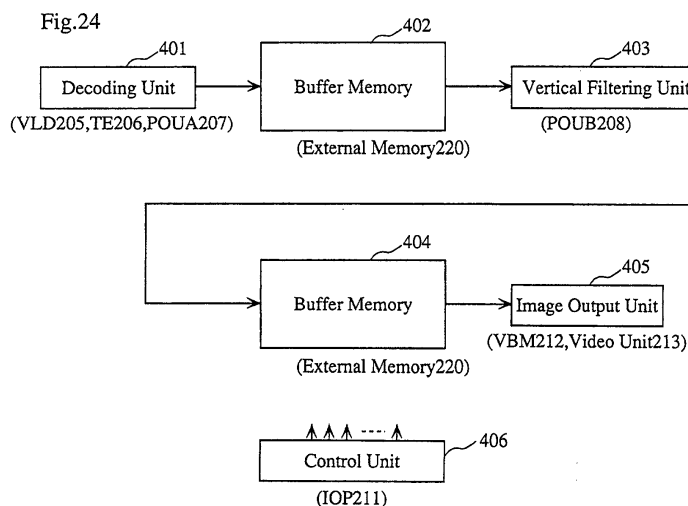 Fig.24
401
Decoding Unit
(VLD205,TE206,POUA207)
402
Buffer Memory
(External Memory220)
403
Vertical Filtering Unit
(POUB208)
404
Buffer Memory
(External Memory220)
405
Image Output Unit
(VBM212,Video Unit213)
406
Control Unit
(IOP211)